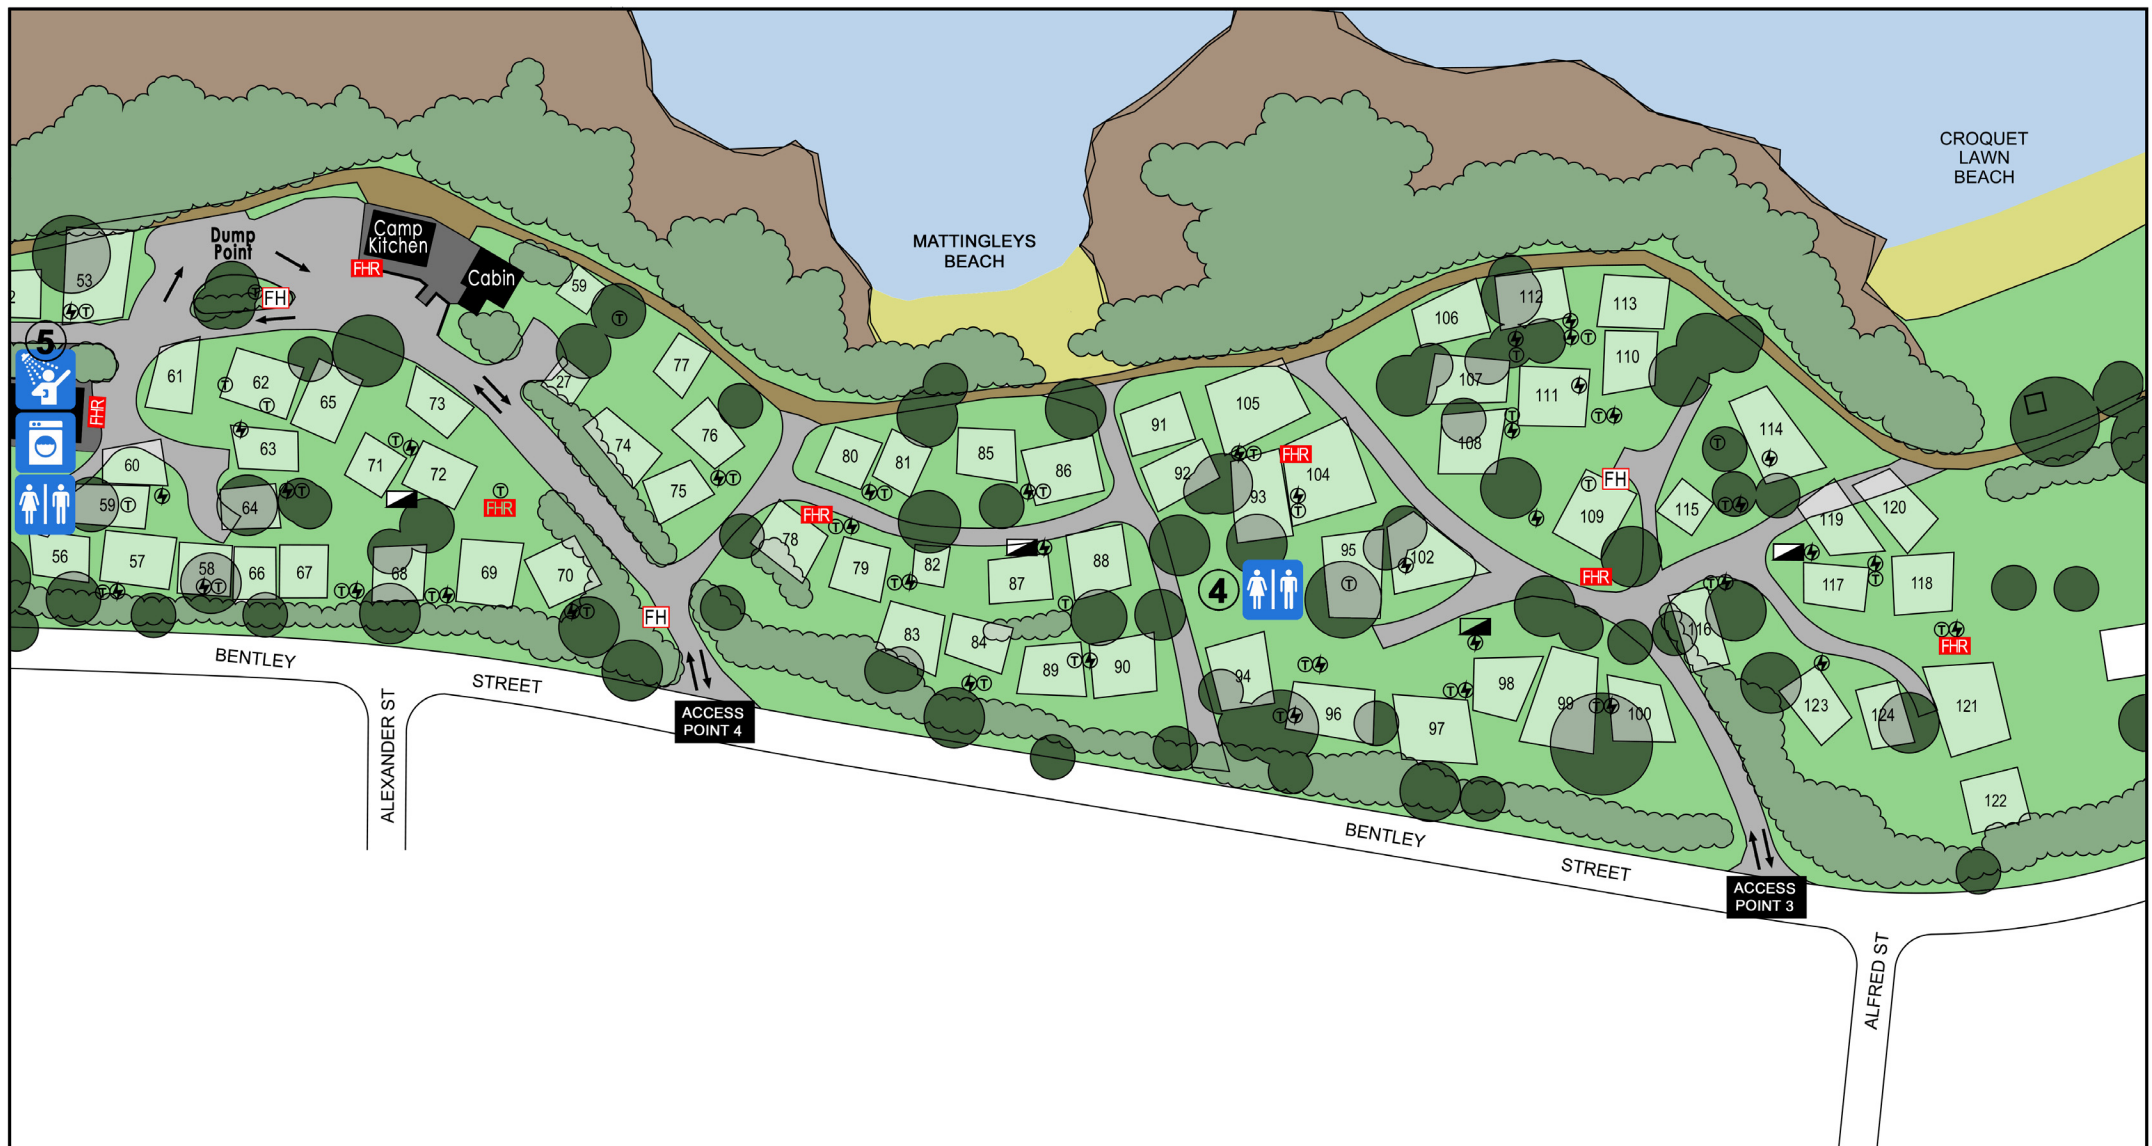 CROQUET
LAWN
BEACH
MATTINGLEYS
BEACH
Dump
Point
Camp
Kitchen
Cabin
FHR
FH
T
53
T
2
59
T
5
FHR
61
T
62
T
65
73
27
77
63
60
59
T
64
T
71
T
72
T
FHR
74
76
75
T
56
57
T
58
T
66
67
T
68
T
69
70
T
FH
80
81
T
85
86
T
FHR
T
78
79
T
82
87
88
T
83
84
T
89
T
90
91
92
105
T
FHR
104
T
93
95
T
102
4
94
T
96
T
97
T
98
99
T
100
106
112
T
T
113
107
111
110
T
108
T
109
T
FH
FHR
114
T
115
T
119
120
117
T
118
T
116
T
FHR
123
124
121
122
BENTLEY
STREET
ALEXANDER ST
ACCESS
POINT 4
BENTLEY
STREET
ACCESS
POINT 3
ALFRED ST